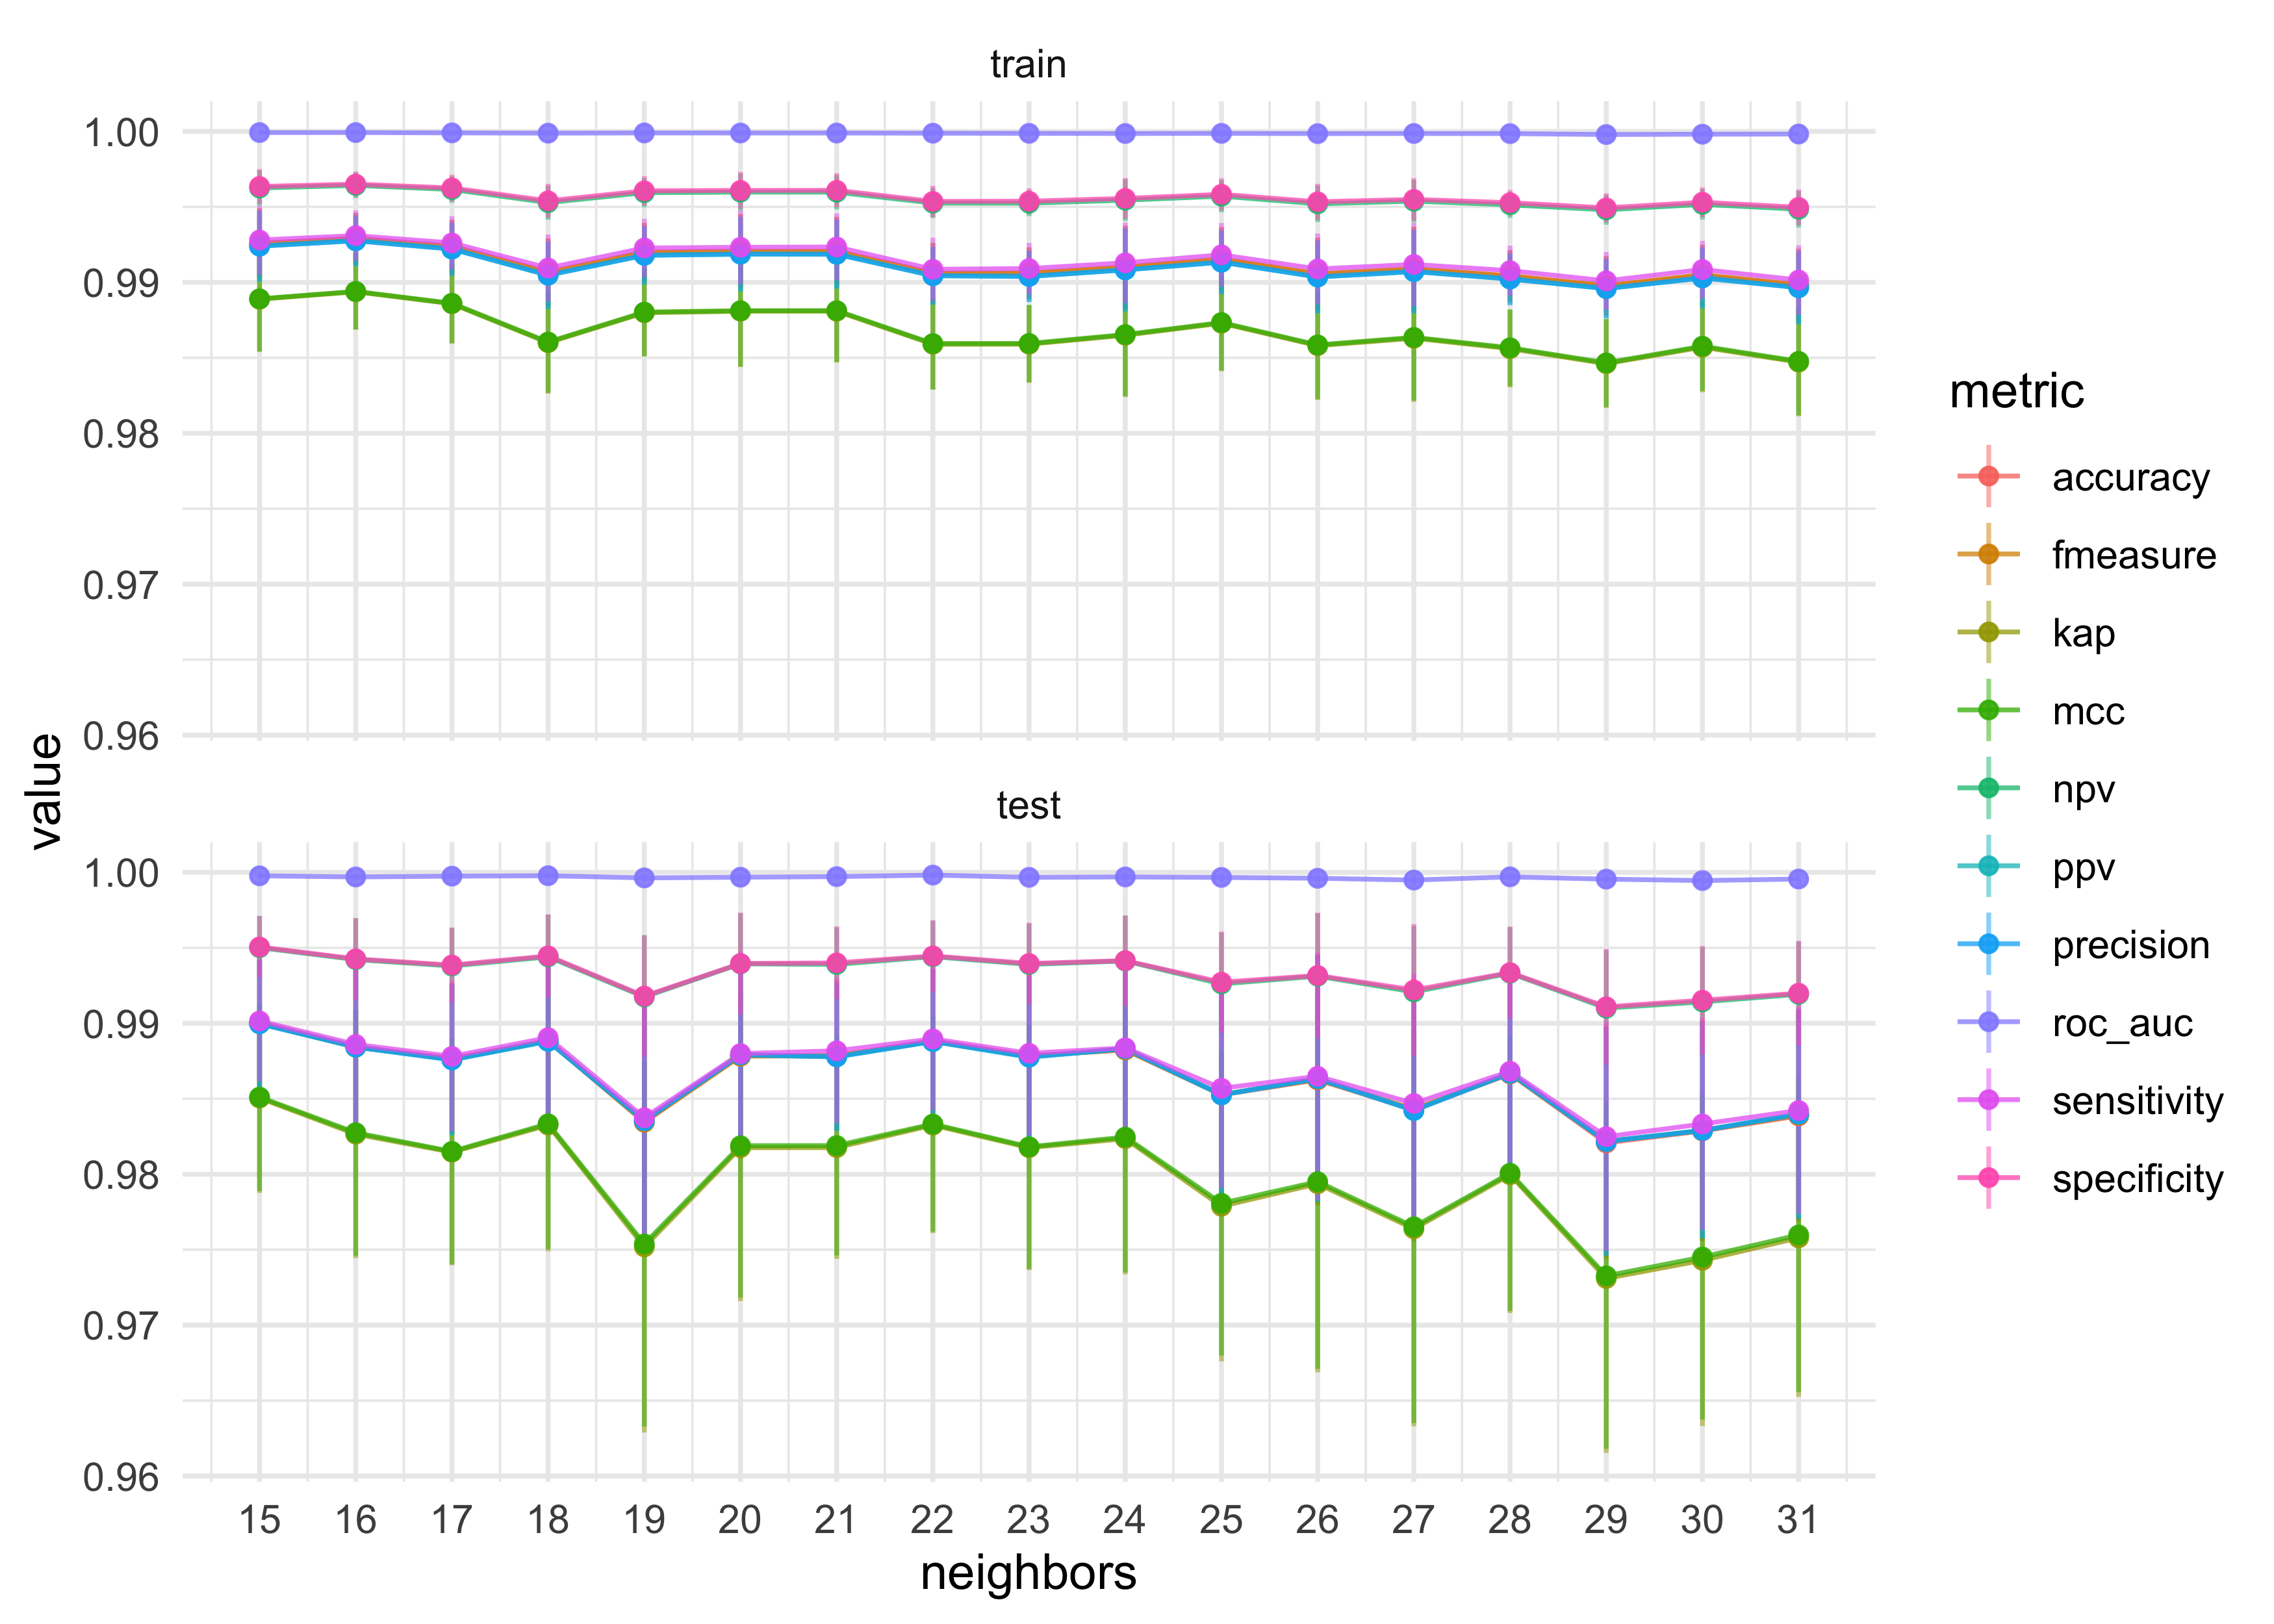 train
1.00
0.99
0.98
0.97
0.96
value
test
1.00
0.99
0.98
0.97
0.96
15 16 17 18 19 20 21 22 23 24 25 26 27 28 29 30 31
neighbors
metric
accuracy
fmeasure
kap
mcc
npv
ppv
precision
roc_auc
sensitivity
specificity